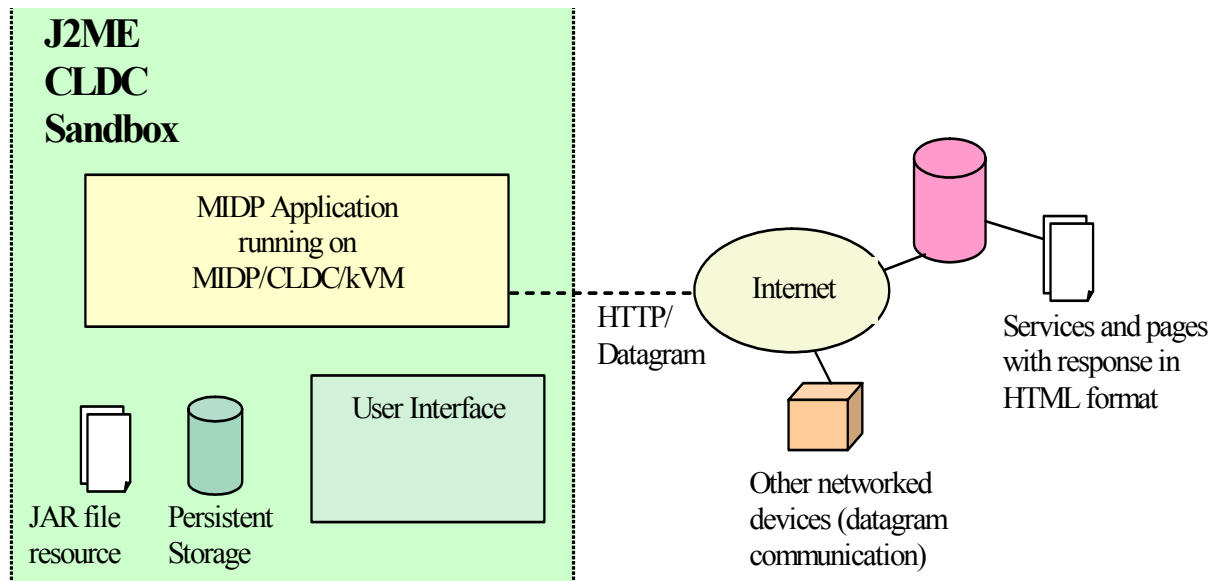 J2ME
CLDC
Sandbox
MIDP Application
running on
MIDP/CLDC/kVM
HTTP/
Datagram
Internet
Services and pages
with response in
HTML format
User Interface
JAR file
resource
Persistent
Storage
Other networked
devices (datagram
communication)